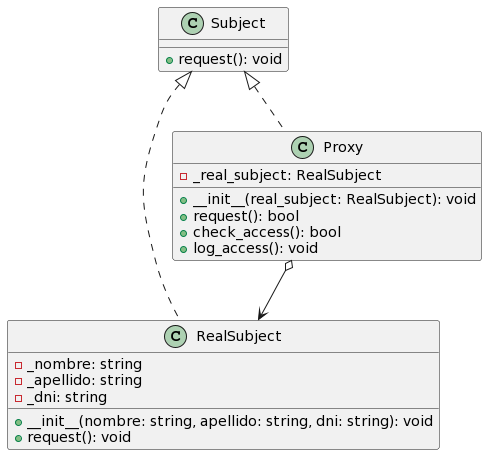 C Subject
request(): void
C Proxy
_real_subject: RealSubject
__init__(real_subject: RealSubject): void
request(): bool
check_access(): bool
log_access(): void
C RealSubject
_nombre: string
_apellido: string
_dni: string
__init__(nombre: string, apellido: string, dni: string): void
request(): void